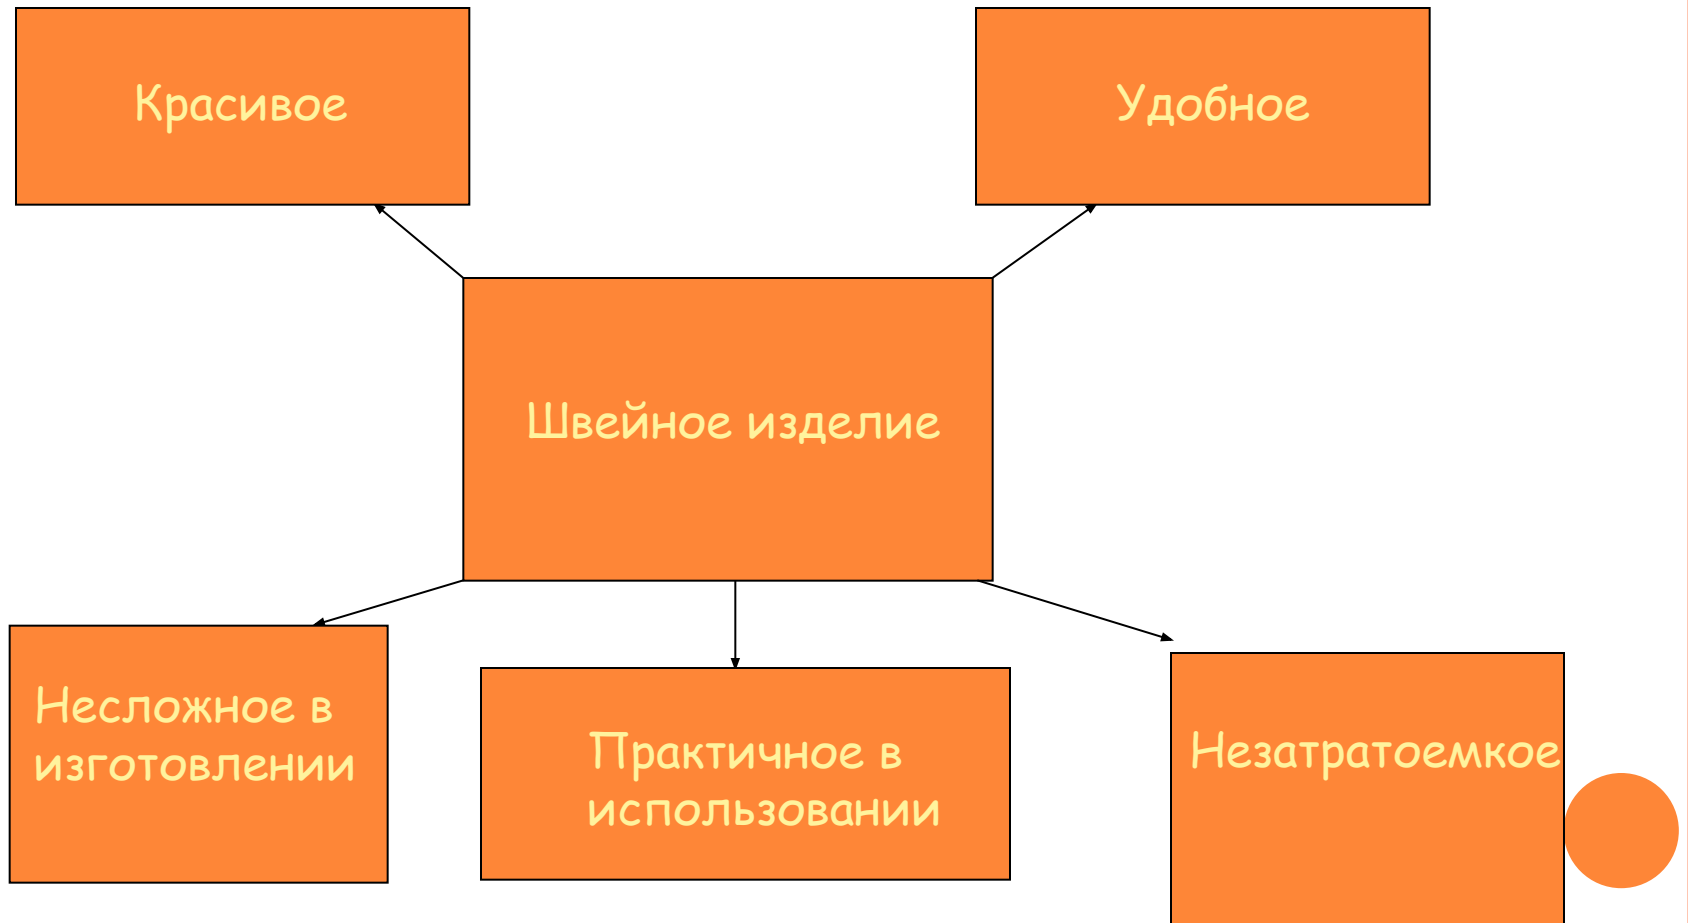 Красивое
Удобное
Швейное изделие
Несложное в
изготовлении
Практичное в
использовании
Незатратоемкое